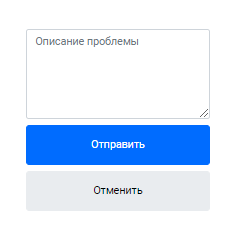 Описание проблемы
Отправить
Отменить